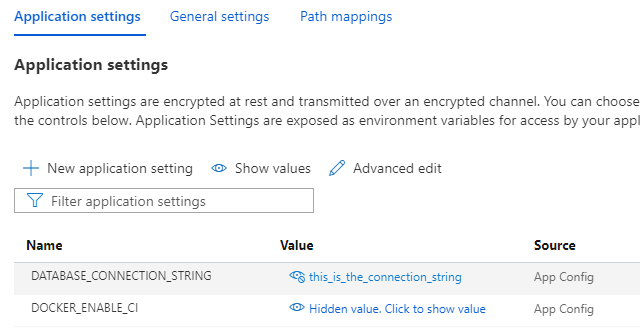 Application settings General settings Path mappings
Application settings
Application settings are encrypted at rest and transmitted over an encrypted channel. You can choose
the controls below. Application Settings are exposed as environment variables for access by your appl
New application setting Show values Advanced edit
Filter application settings
Name Value Source
DATABASE_CONNECTION_STRING this_is_the_connection_string App Config
DOCKER_ENABLE_CI Hidden value. Click to show value App Config